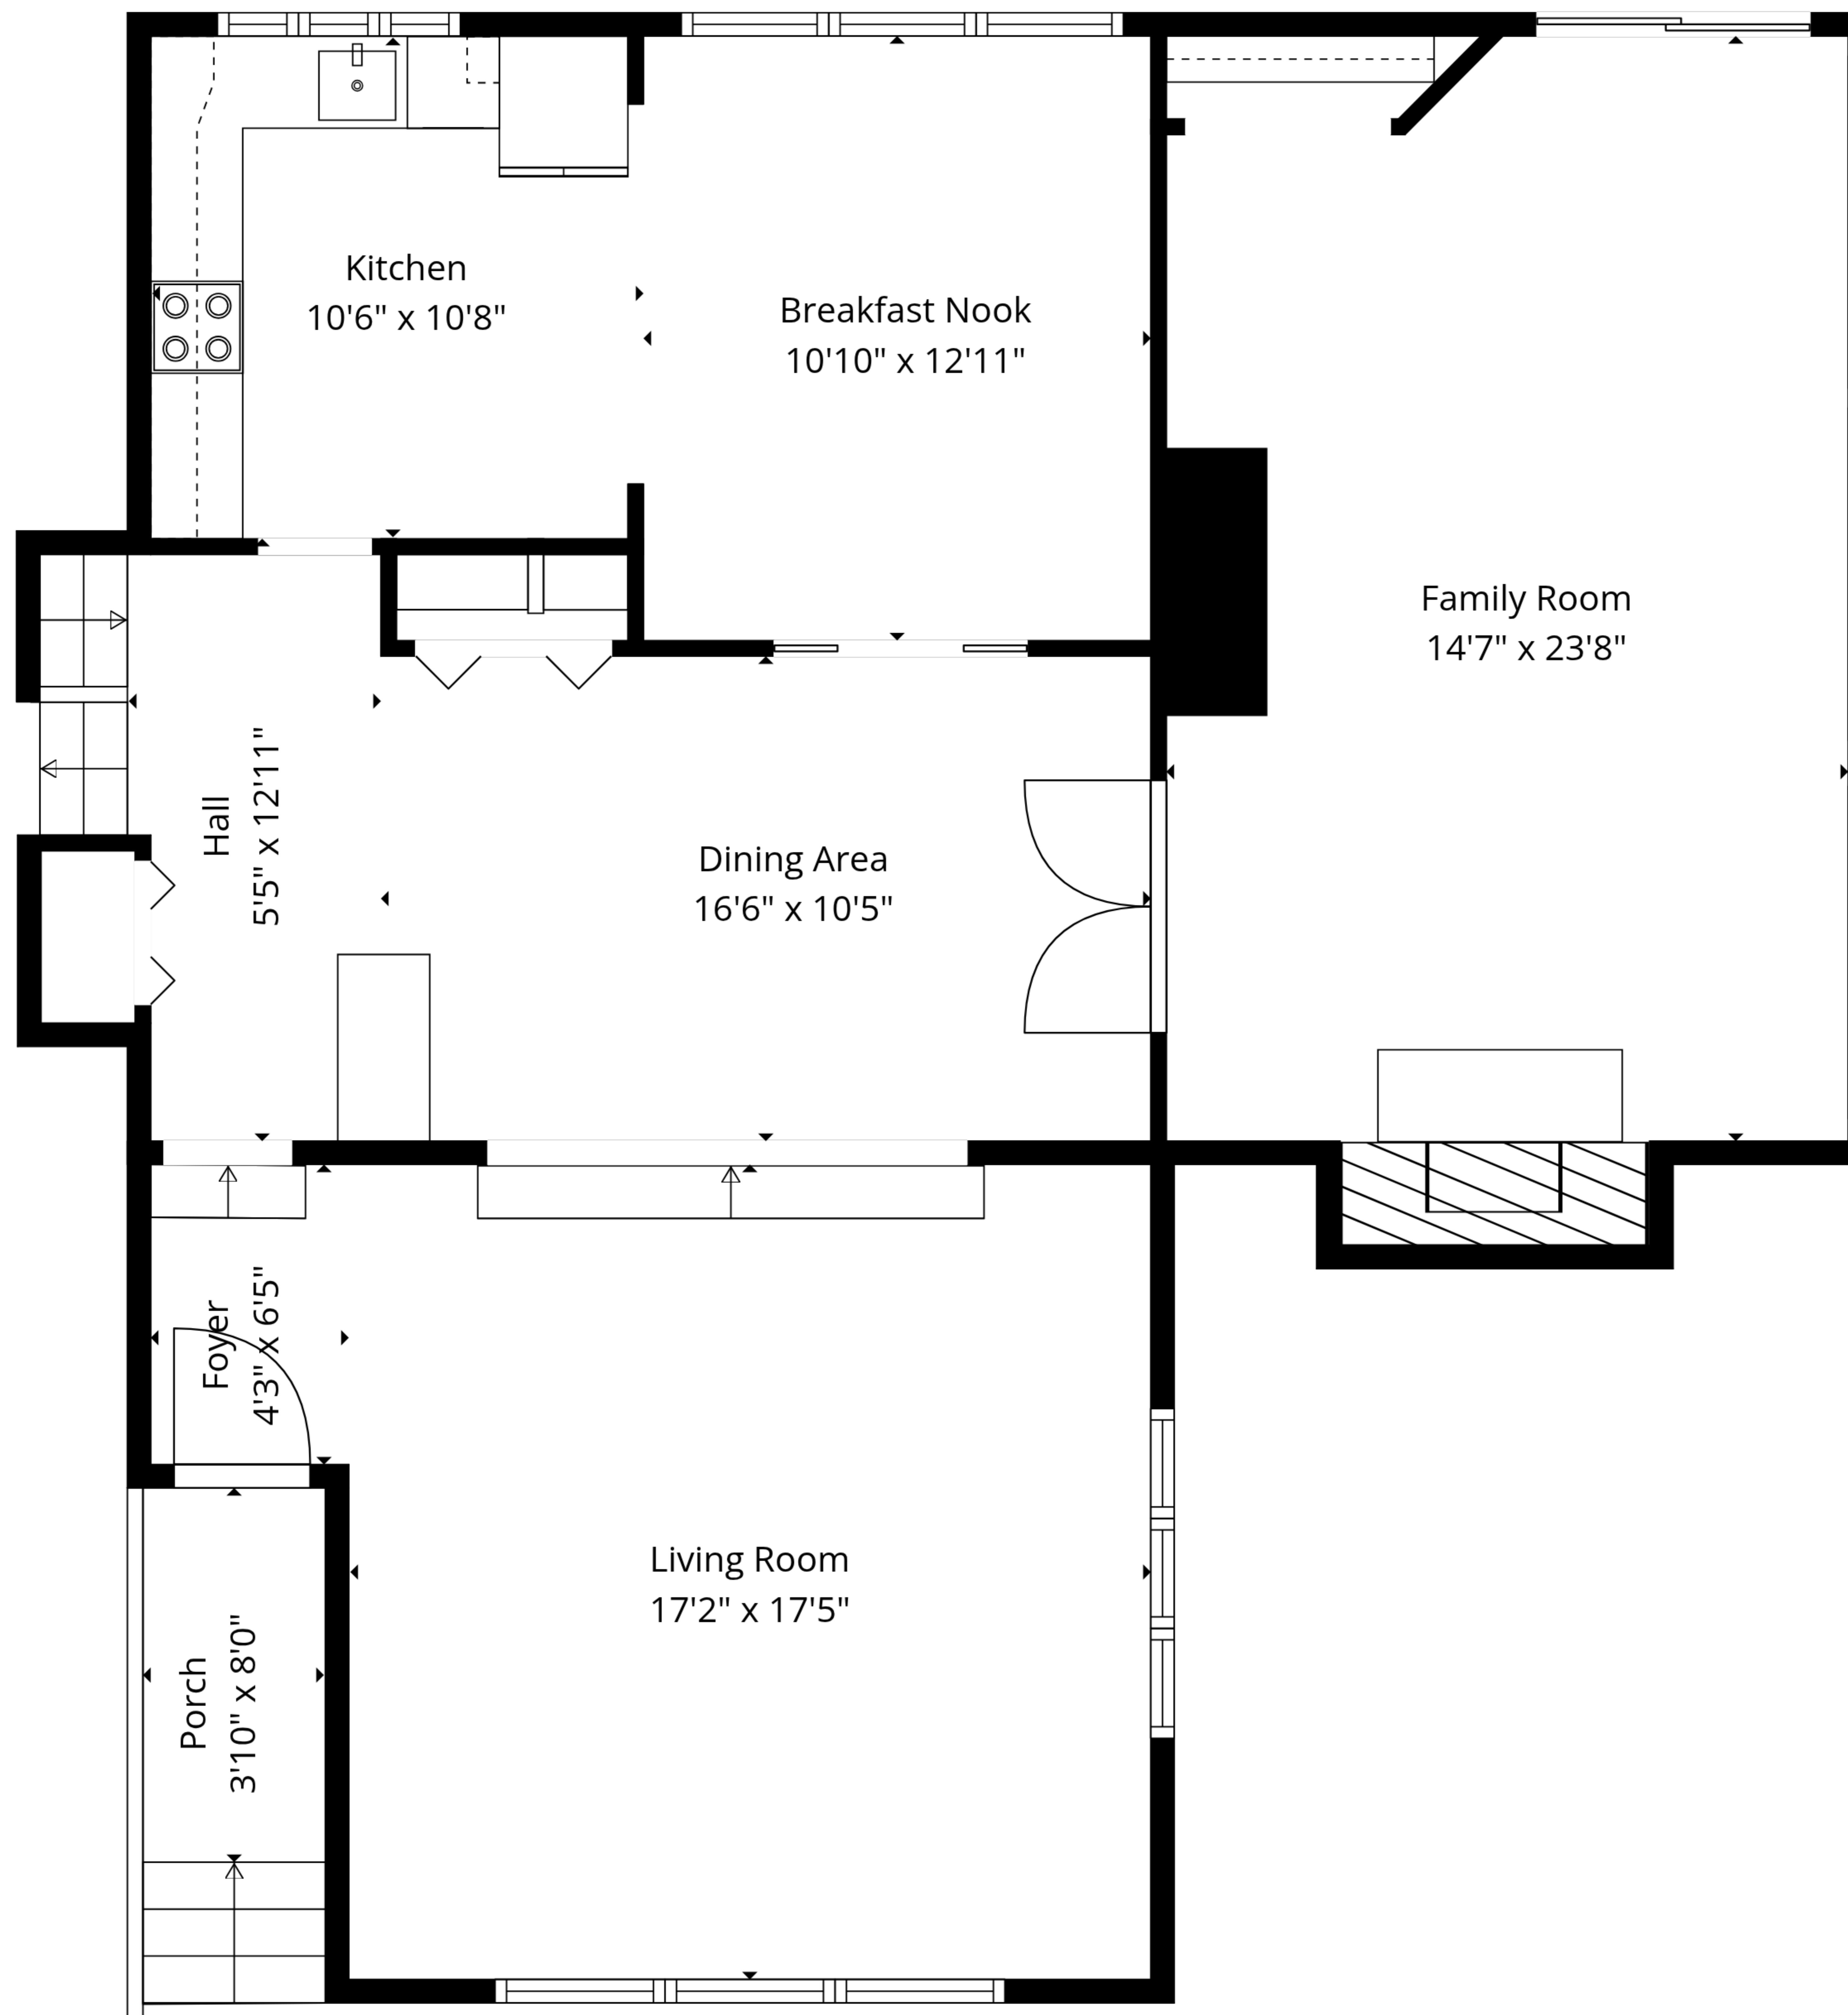 Kitchen
10'6" x 10'8"
Breakfast Nook
10'10" x 12'11"
Family Room
14'7" x 23'8"
Hall
5'5" x 12'11"
Dining Area
16'6" x 10'5"
Foyer
4'3" x 6'5"
Living Room
17'2" x 17'5"
Porch
3'10" x 8'0"